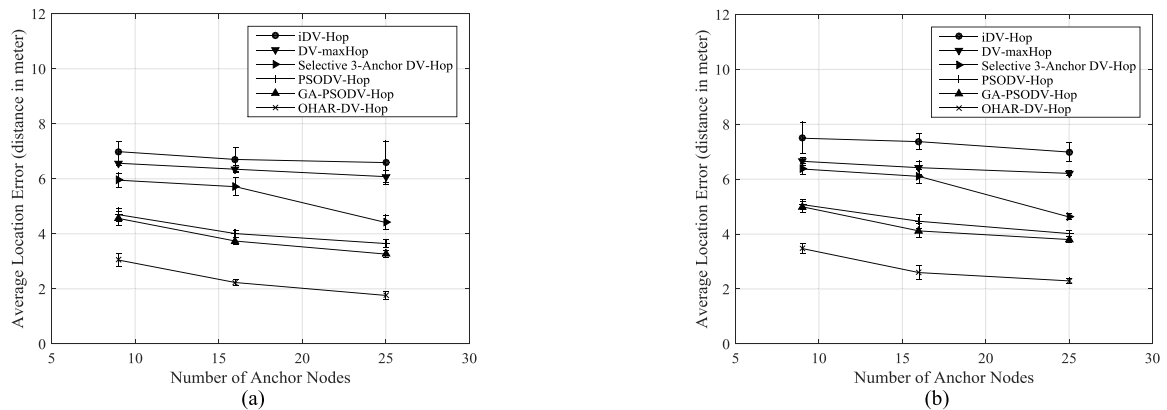 12
10
8
6
4
2
0
5
10
15
20
25
30
Average Location Error (distance in meter)
Number of Anchor Nodes
iDV-Hop
DV-maxHop
Selective 3-Anchor DV-Hop
PSODV-Hop
GA-PSODV-Hop
OHAR-DV-Hop
(a)
12
10
8
6
4
2
0
5
10
15
20
25
30
Average Location Error (distance in meter)
Number of Anchor Nodes
iDV-Hop
DV-maxHop
Selective 3-Anchor DV-Hop
PSODV-Hop
GA-PSODV-Hop
OHAR-DV-Hop
(b)